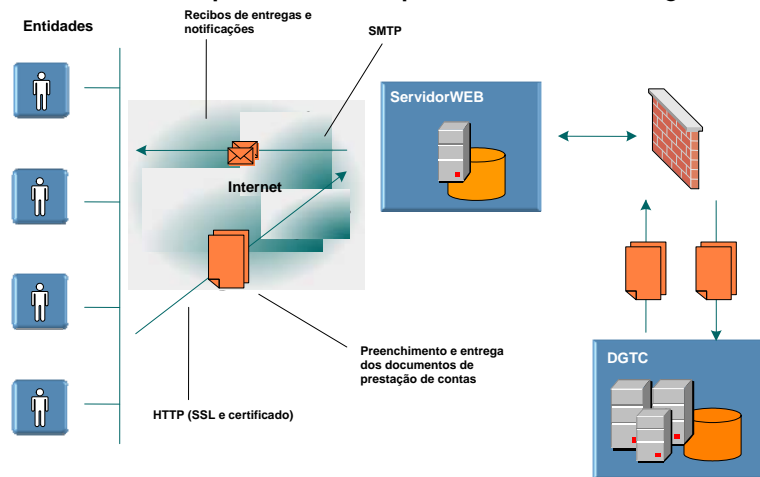 Entidades
Recibos de entregas e
notificações
SMTP
ServidorWEB
Internet
Preenchimento e entrega
dos documentos de
prestação de contas
HTTP (SSL e certificado)
DGTC